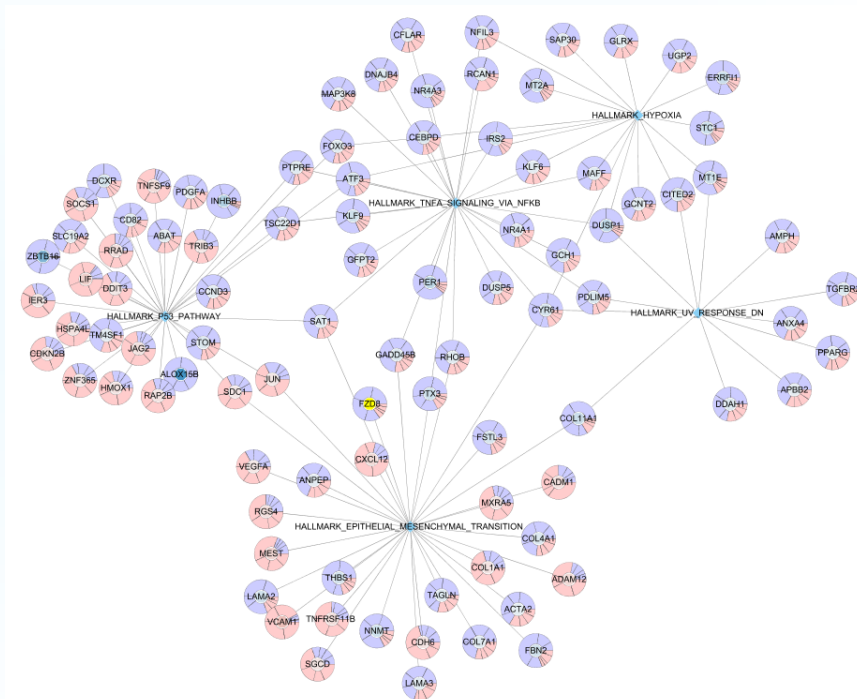 CFLAR
NFIL3
SAP30
GLRX
UGP2
ERRFI1
DNAJB4
NR4A3
RCAN1
MT2A
MAP3K8
HALLMARK_HYPOXIA
STC1
CEBPD
IRS2
FOXO3
PTPRE
ATF3
KLF6
MAFF
CITED2
MT1E
DCXR
TNFSF9
PDGFA
INHBB
SOCS1
CD82
HALLMARK_TNFA_SIGNALING_VIA_NFKB
GCNT2
KLF9
TSC22D1
DUSP1
SLC19A2
RRAD
ABAT
TRIB3
NR4A1
AMPH
ZBTB16
GFPT2
GCH1
LIF
DDIT3
PER1
DUSP5
TGFBR
IER3
CCND3
PDLIM5
CYR61
HALLMARK_P53_PATHWAY
HALLMARK_UV_RESPONSE_DN
SAT1
ANXA4
HSPA4L
TM4SF1
STOM
JAG2
CDKN2B
GADD45B
RHOB
PPARG
ALOX15B
ZNF365
HMOX1
RAP2B
SDC1
JUN
PTX3
APBB2
FZD8
DDAH1
COL11A1
FSTL3
CXCL12
VEGFA
ANPEP
CADM1
MXRA5
RGS4
HALLMARK_EPITHELIAL_MESENCHYMAL_TRANSITION
COL4A1
MEST
COL1A1
ADAM12
THBS1
LAMA2
TAGLN
ACTA2
VCAM1
TNFRSF11B
NNMT
CDH6
COL7A1
FBN2
SGCD
LAMA3